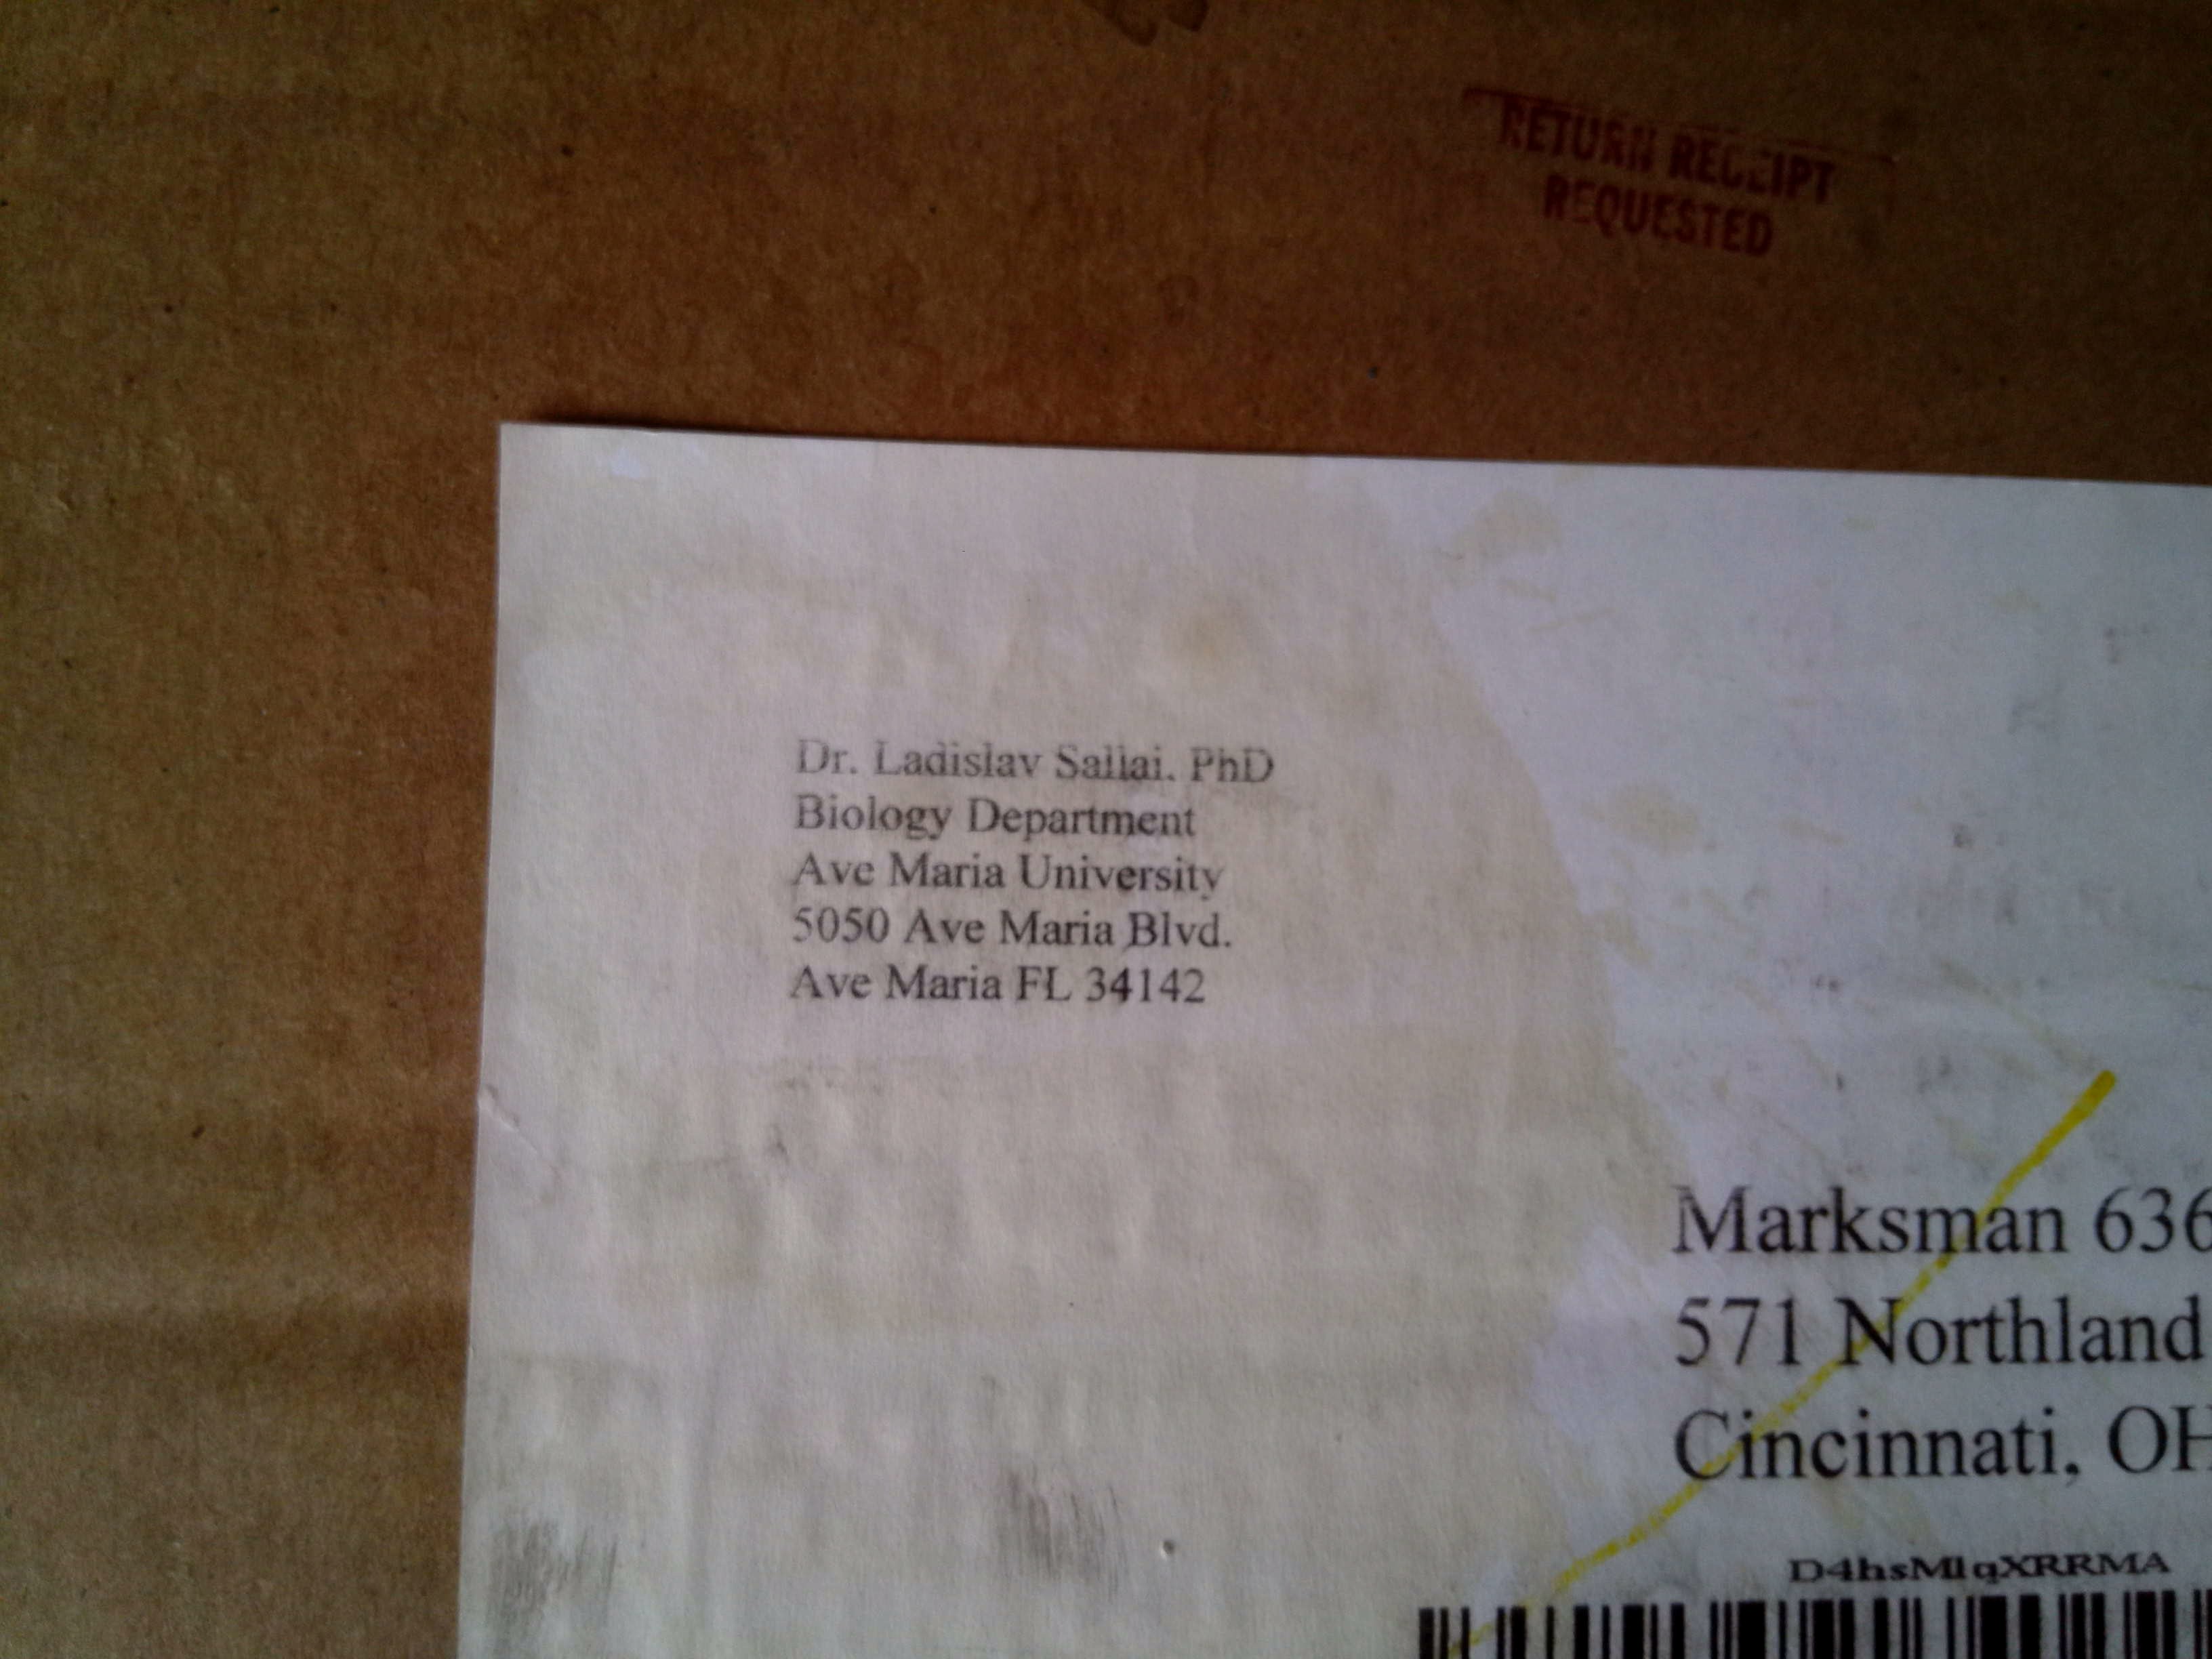 RETURN RECEIPT
REQUESTED
Dr. Ladislav Sallai, PhD
Biology Department
Ave Maria University
5050 Ave Maria Blvd.
Ave Maria FL 34142
Marksman 636
571 Northland
Cincinnati, OH
D4hsMlqXRRMA